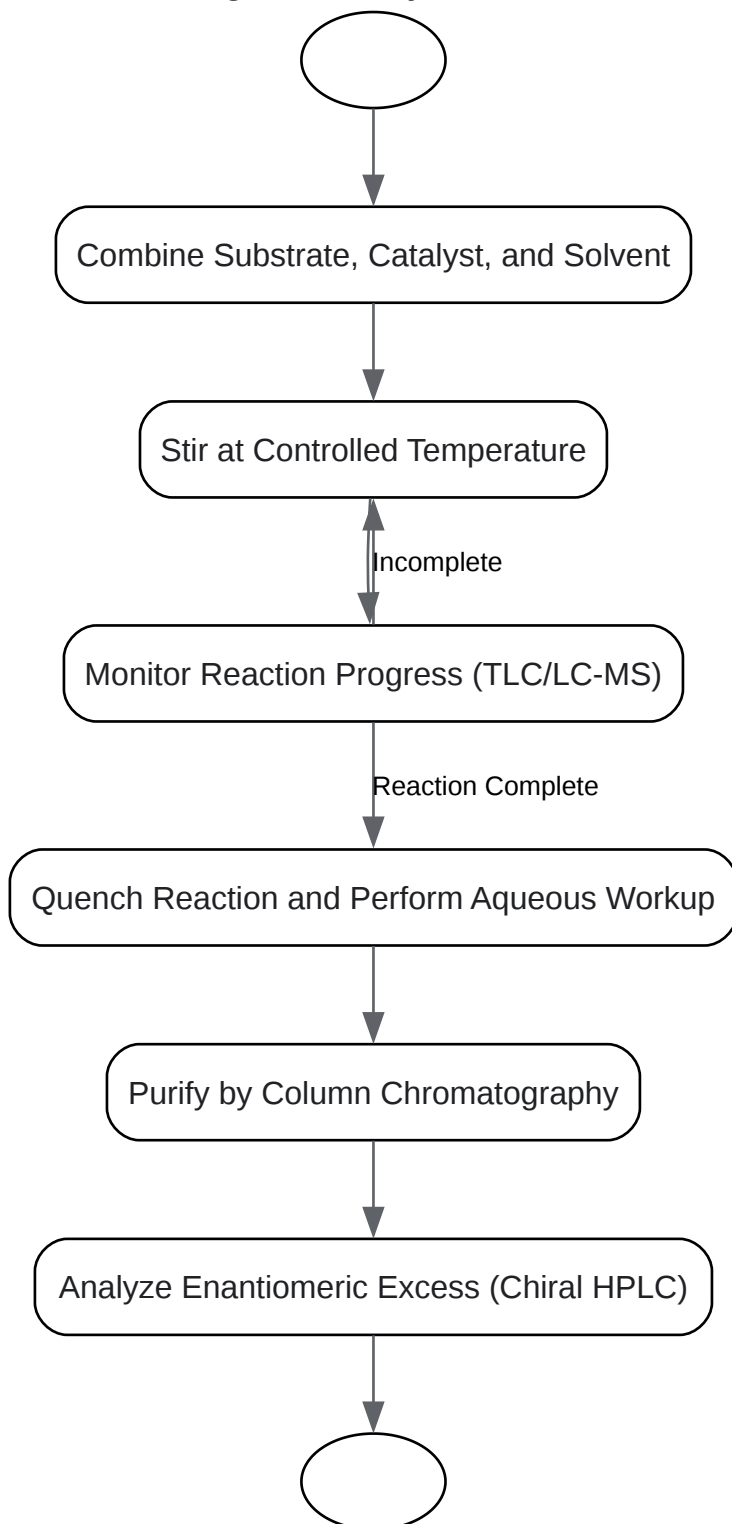 Combine Substrate, Catalyst, and Solvent
Stir at Controlled Temperature
Incomplete
Monitor Reaction Progress (TLC/LC-MS)
Reaction Complete
Quench Reaction and Perform Aqueous Workup
Purify by Column Chromatography
Analyze Enantiomeric Excess (Chiral HPLC)